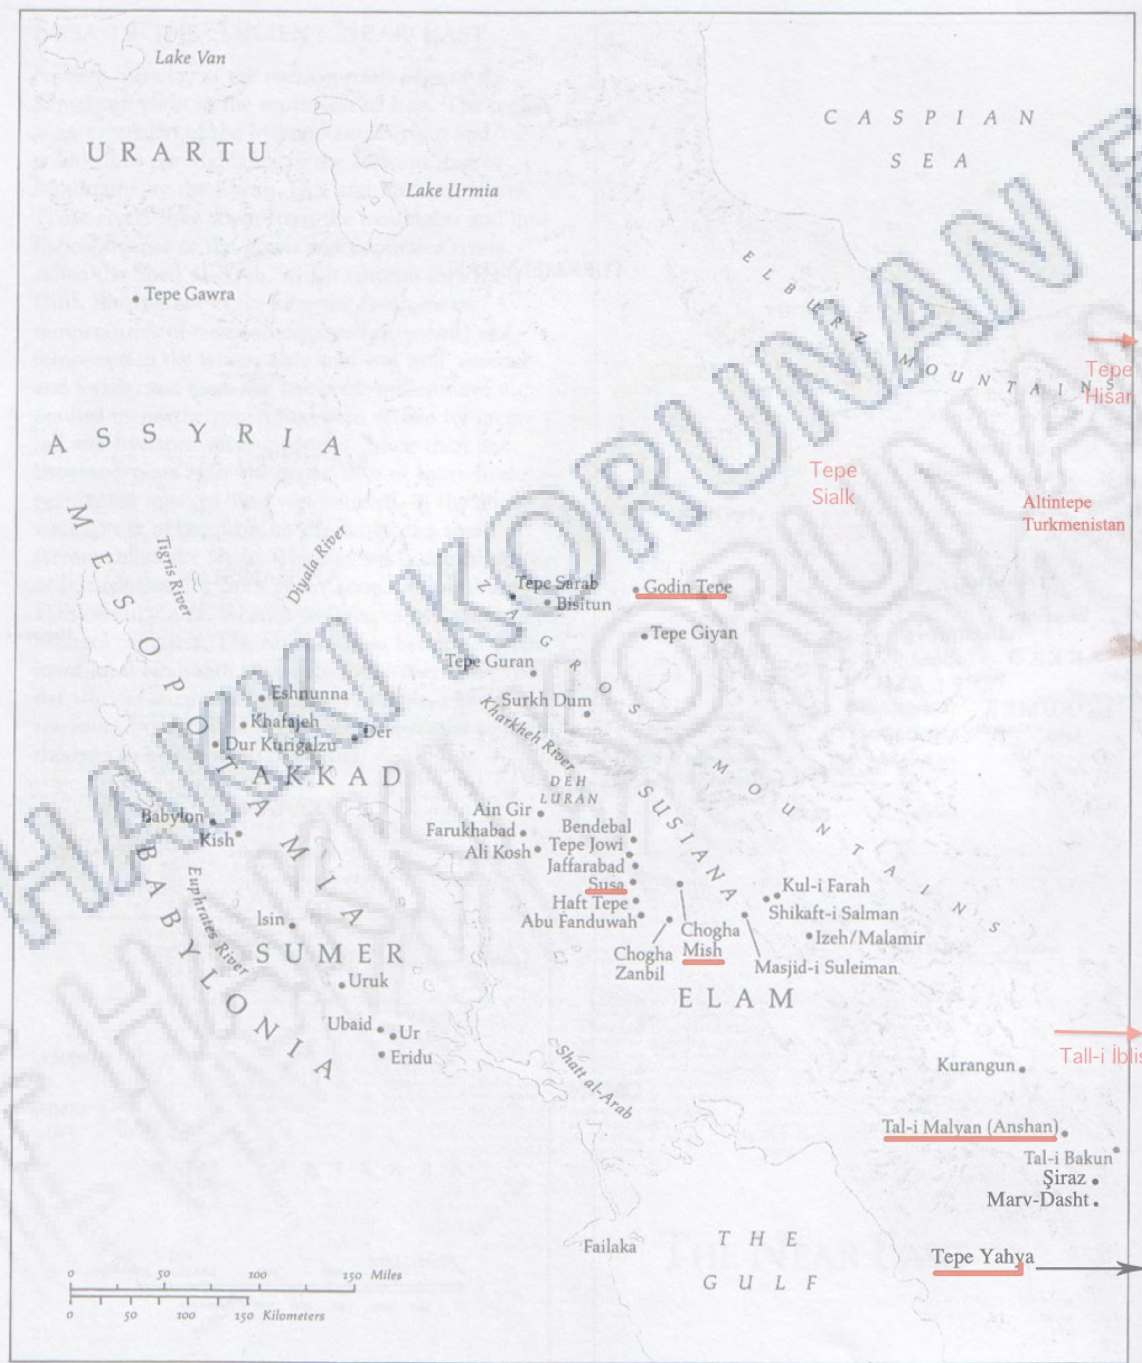 Lake Van
CASPIAN
SEA
URARTU
Lake Urmia
ELBURZ MOUNTAINS
Tepe Gawra
Tepe
Hisar
ASSYRIA
Tepe
Sialk
Altintepe
Turkmenistan
MESOPOTAMIA
Tigris River
Diyala River
ZAGROS MOUNTAINS
Tepe Sarab
Bisitun
Godin Tepe
Tepe Giyan
Tepe Guran
Surkh Dum
Kharkheh River
Eshnunna
Khafajeh
Der
Dur Kurigalzu
AKKAD
DEH
LURAN
SUSIANA
Babylon
Kish
BABYLONIA
Euphrates River
Ain Gir
Farukhabad
Ali Kosh
Bendebal
Tepe Jowi
Jaffarabad
Susa
Haft Tepe
Abu Fanduwah
Kul-i Farah
Shikaft-i Salman
Izeh/Malamir
Chogha
Mish
Chogha
Zanbil
Masjid-i Suleiman
Isin
SUMER
Uruk
ELAM
Ubaid
Ur
Eridu
Shatt al-Arab
Tall-i İblis
Kurangun
Tal-i Malyan (Anshan)
Tal-i Bakun
Şiraz
Marv-Dasht
Failaka
THE
GULF
Tepe Yahya
0 50 100 150 Miles
0 50 100 150 Kilometers
HAKKI KORUNAN
HAKKI KORUNA